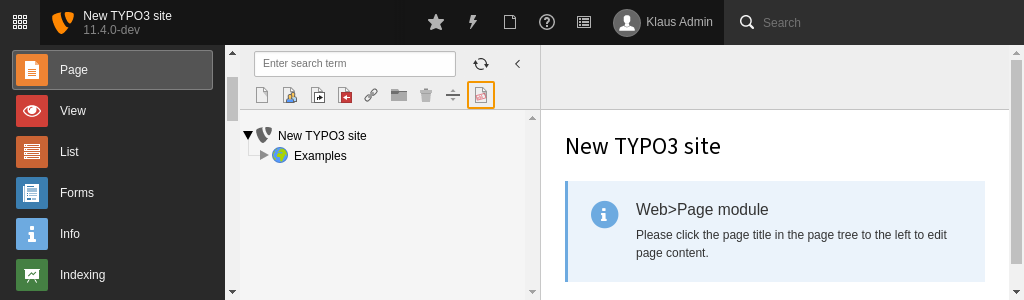 New TYPO3 site
11.4.0-dev
Klaus Admin
Search
Page
View
List
Forms
Info
Indexing
Enter search term
New TYPO3 site
Examples
New TYPO3 site
Web>Page module
Please click the page title in the page tree to the left to edit
page content.